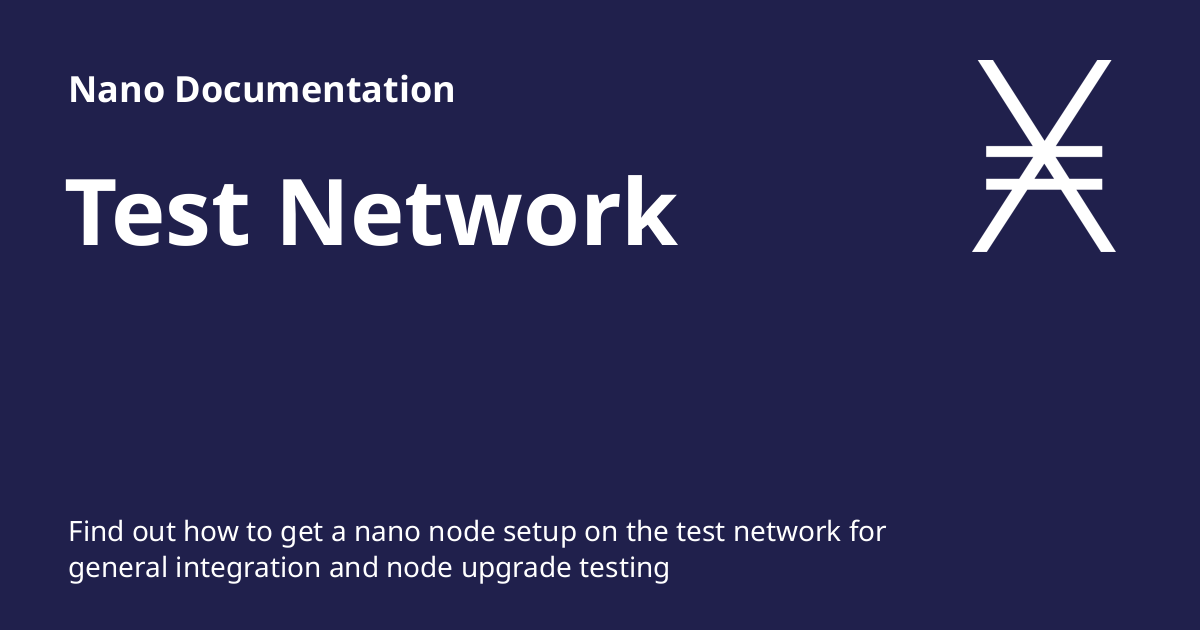 Nano Documentation
Test Network
Find out how to get a nano node setup on the test network for
general integration and node upgrade testing